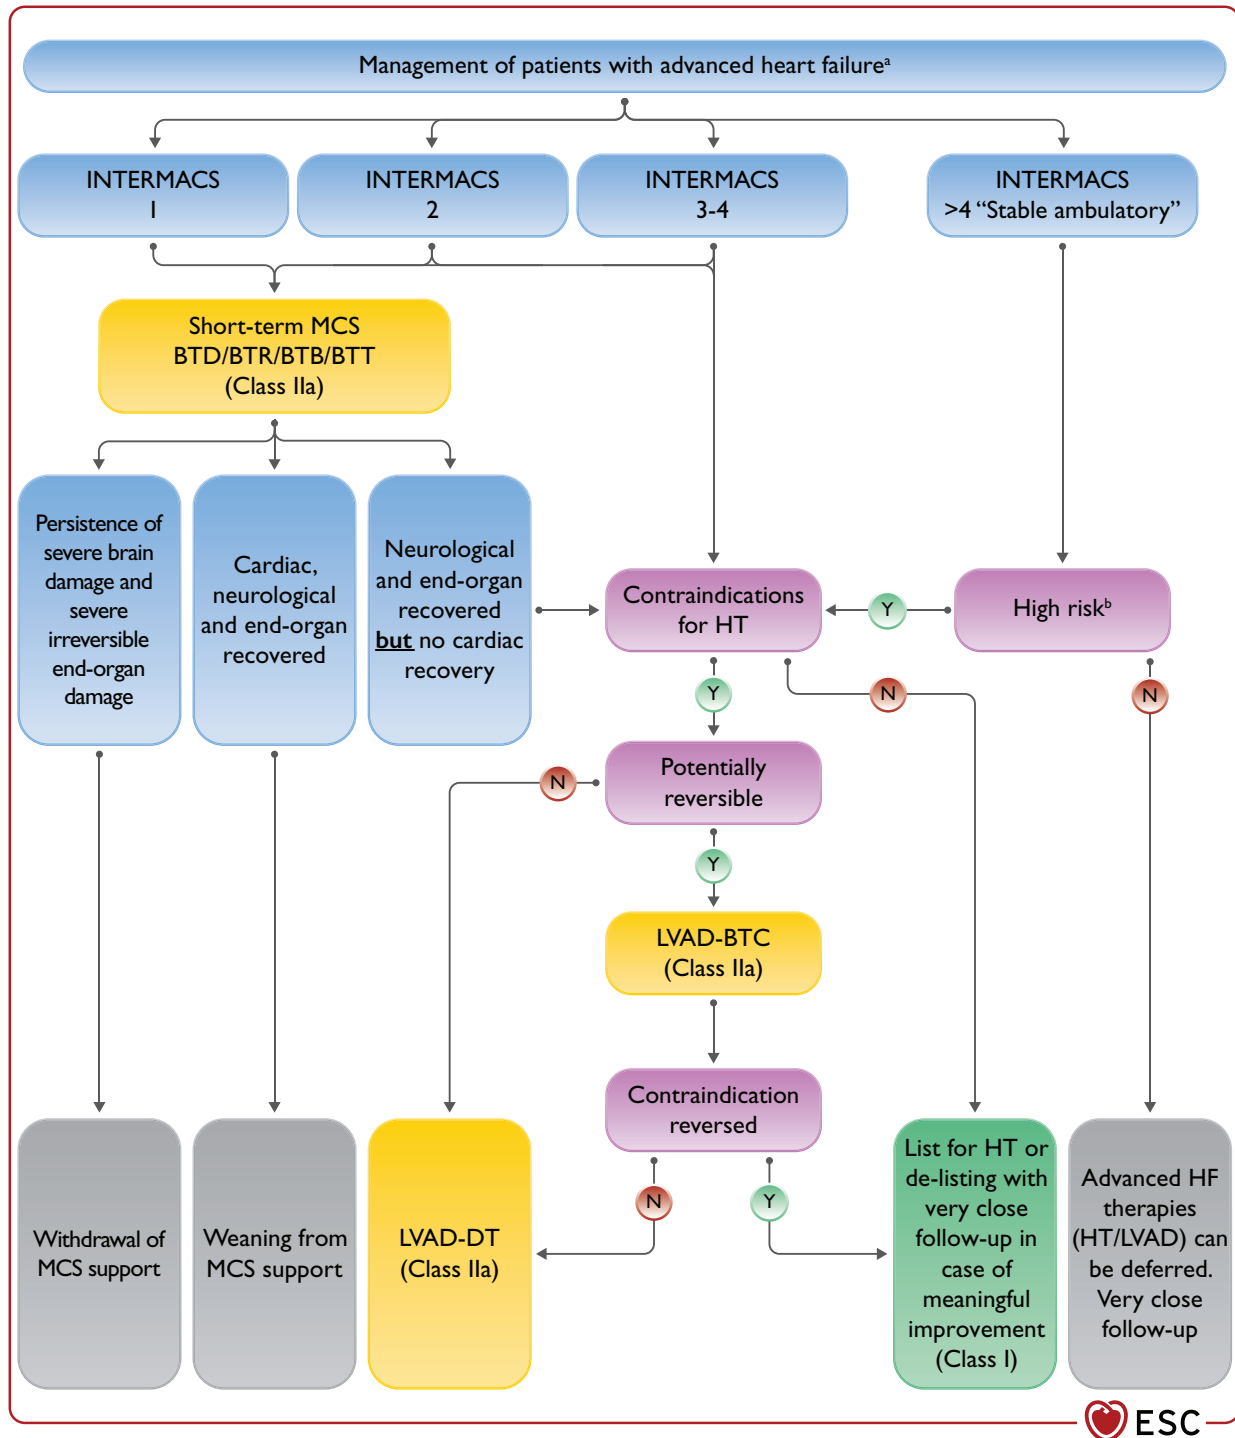 Management of patients with advanced heart failureᵃ
INTERMACS
1
INTERMACS
2
INTERMACS
3-4
INTERMACS
>4 “Stable ambulatory”
Short-term MCS
BTD/BTR/BTB/BTT
(Class IIa)
Persistence of
severe brain
damage and
severe
irreversible
end-organ
damage
Cardiac,
neurological
and end-organ
recovered
Neurological
and end-organ
recovered
but no cardiac
recovery
Contraindications
for HT
Y
High riskᵇ
Y
N
N
Potentially
reversible
N
Y
LVAD-BTC
(Class IIa)
Contraindication
reversed
N
Y
Withdrawal of
MCS support
Weaning from
MCS support
LVAD-DT
(Class IIa)
List for HT or
de-listing with
very close
follow-up in
case of
meaningful
improvement
(Class I)
Advanced HF
therapies
(HT/LVAD) can
be deferred.
Very close
follow-up
ESC